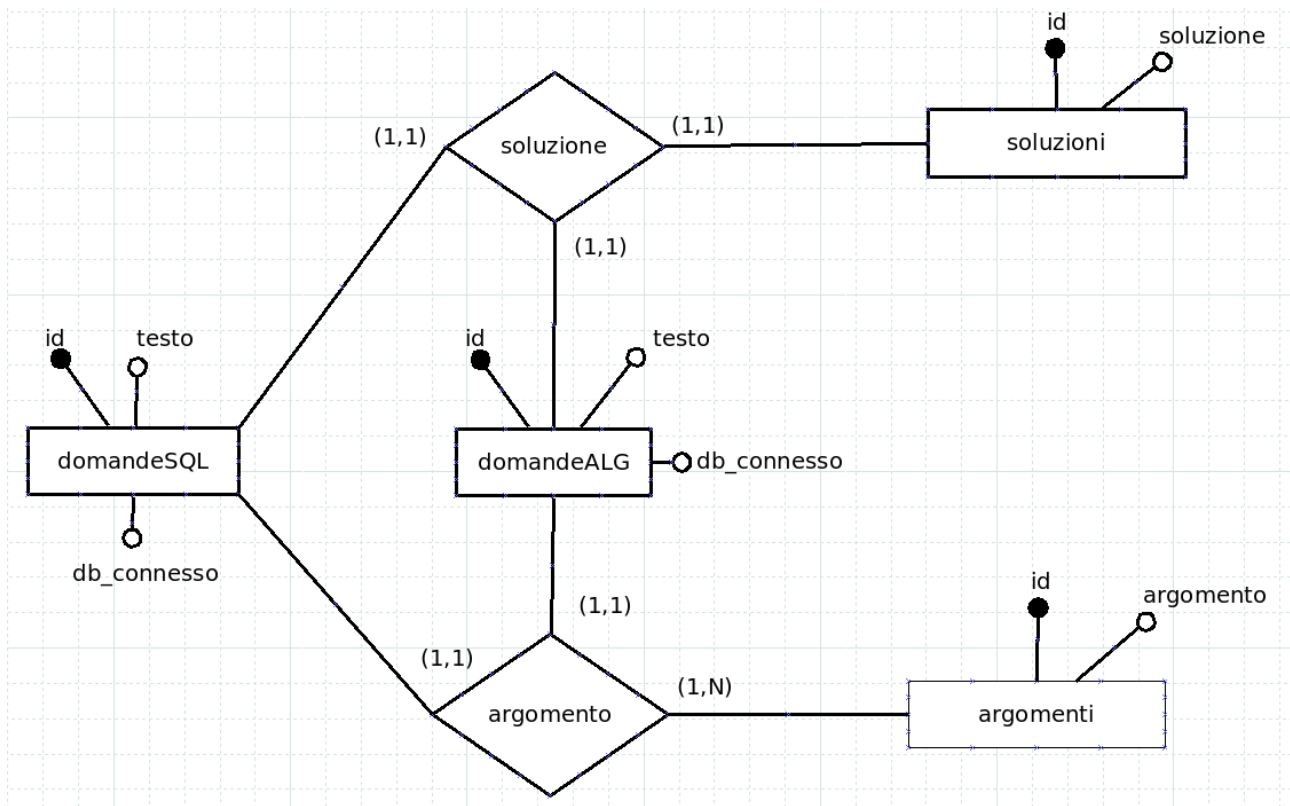 id
soluzione
(1,1)
soluzione
(1,1)
soluzioni
(1,1)
id
testo
id
testo
domandeSQL
domandeALG
db_connesso
db_connesso
id
argomento
(1,1)
(1,1)
(1,N)
argomento
argomenti